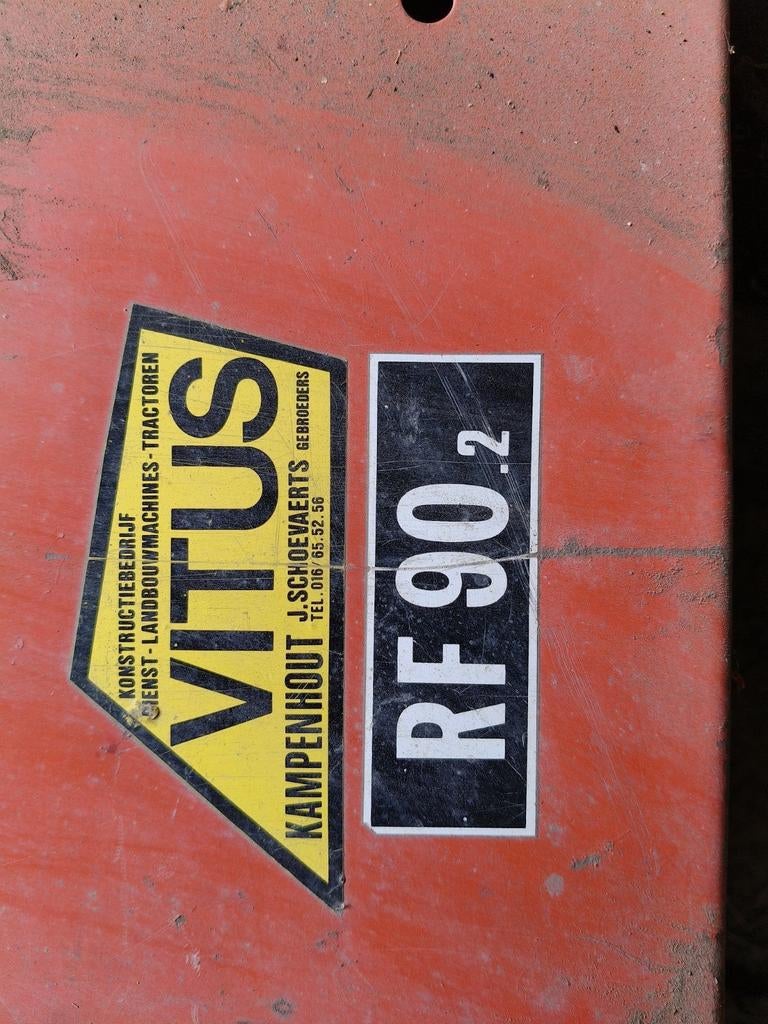 KONSTRUCTIEBEDRIJF
DIENST-LANDBOUWMACHINES-TRACTOREN
VITUS
KAMPENHOUT J.SCHOEVAERTS GEBROEDERS
TEL.016/65.52.56
RF 90.2